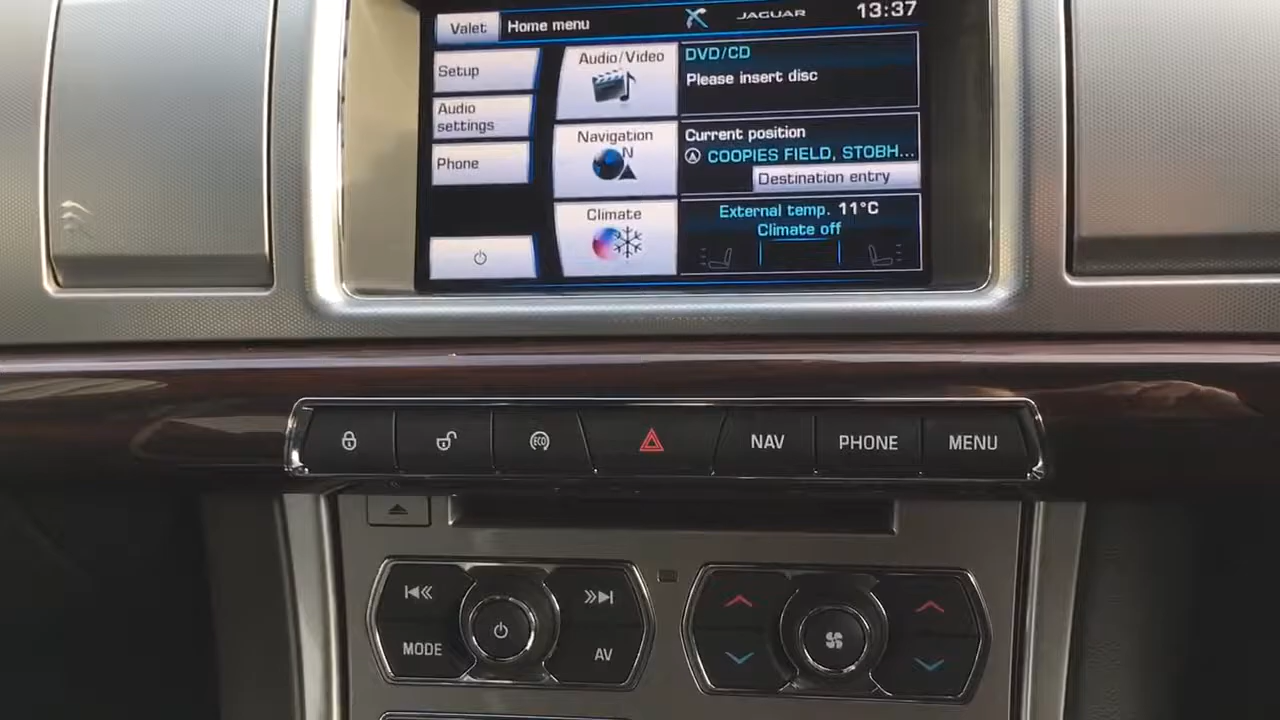 Valet
Home menu
JAGUAR
13:37
Setup
Audio/Video
DVD/CD
Please insert disc
Audio
settings
Navigation
N
Current position
COOPIES FIELD, STOBH...
Destination entry
Phone
Climate
External temp. 11°C
Climate off
ECO
NAV
PHONE
MENU
MODE
AV